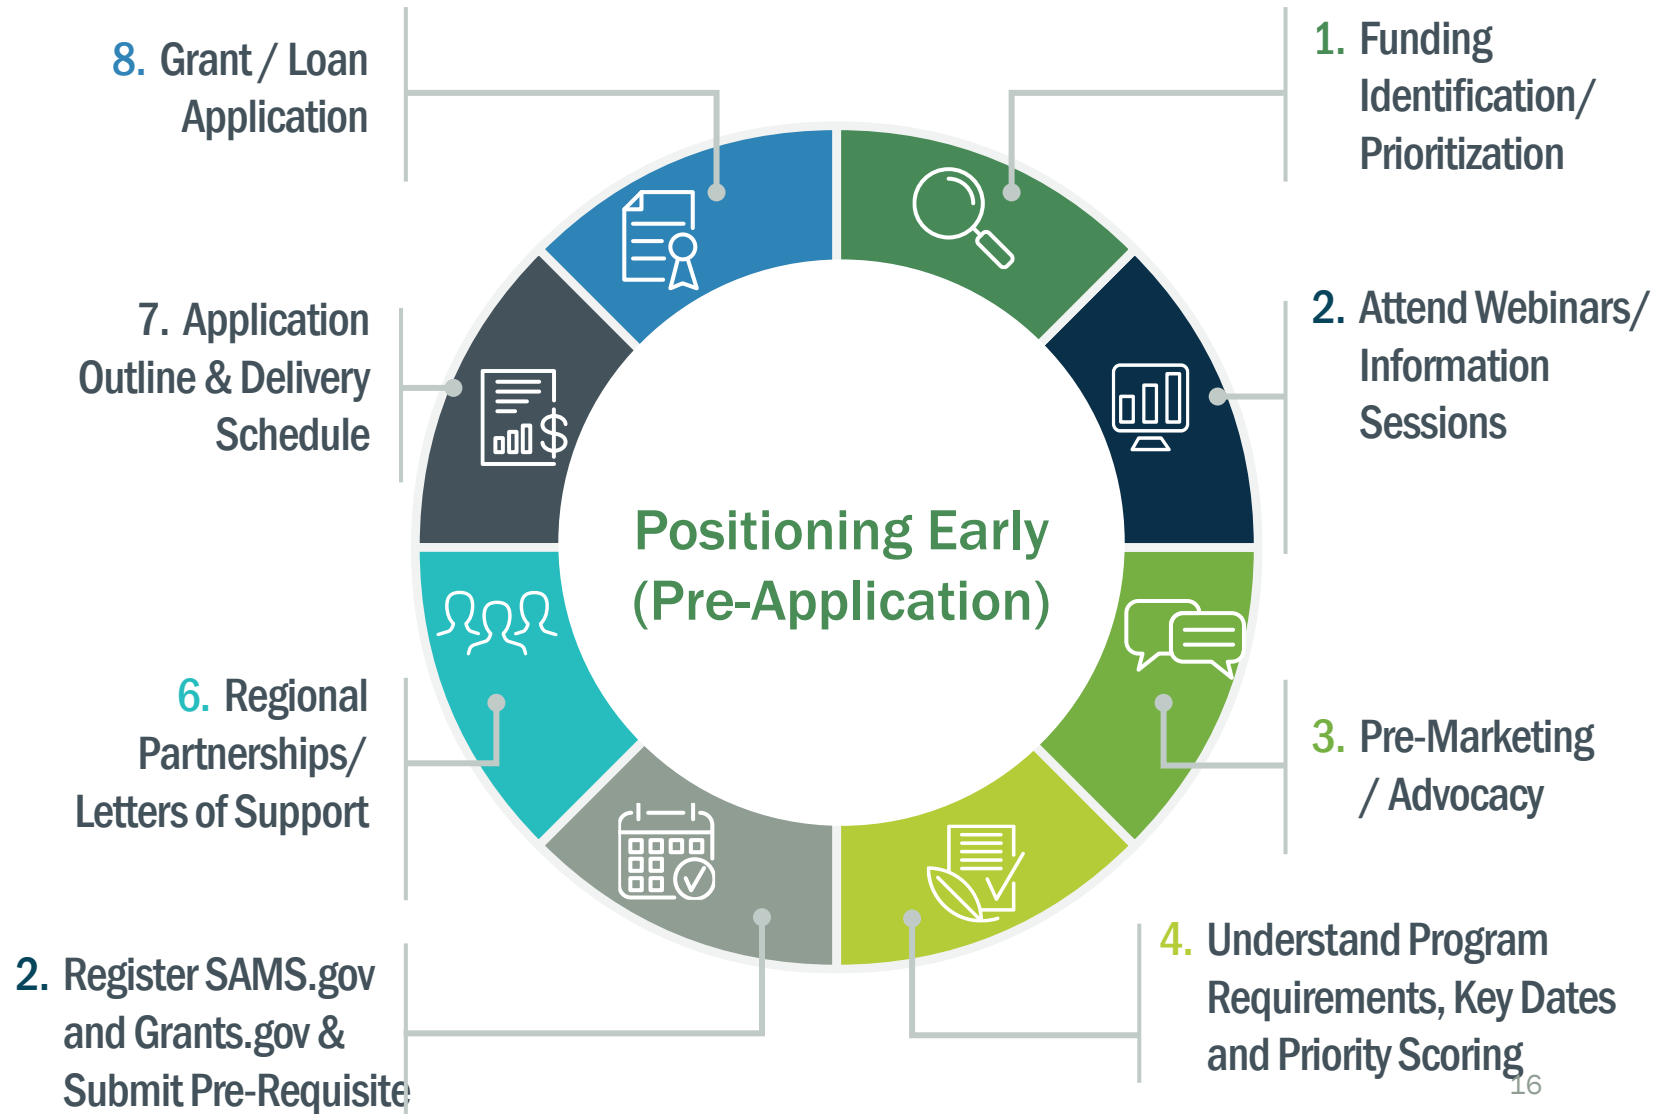 1. Funding
Identification/
Prioritization
2. Attend Webinars/
Information
Sessions
3. Pre-Marketing
/ Advocacy
4. Understand Program
Requirements, Key Dates
and Priority Scoring
2. Register SAMS.gov
and Grants.gov &
Submit Pre-Requisite
6. Regional
Partnerships/
Letters of Support
7. Application
Outline & Delivery
Schedule
8. Grant / Loan
Application
Positioning Early
(Pre-Application)
$
16